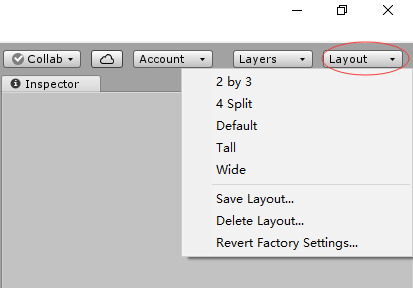 Collab Account Layers Layout
Inspector
2 by 3
4 Split
Default
Tall
Wide
Save Layout...
Delete Layout...
Revert Factory Settings...